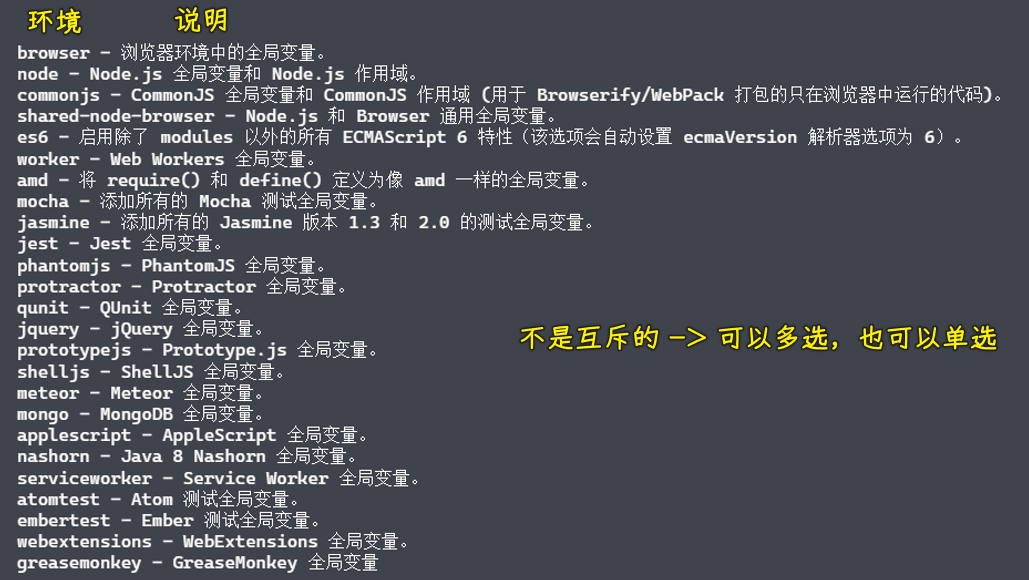 环境 说明
browser - 浏览器环境中的全局变量。
node - Node.js 全局变量和 Node.js 作用域。
commonjs - CommonJS 全局变量和 CommonJS 作用域 (用于 Browserify/WebPack 打包的只在浏览器中运行的代码)。
shared-node-browser - Node.js 和 Browser 通用全局变量。
es6 - 启用除了 modules 以外的所有 ECMAScript 6 特性（该选项会自动设置 ecmaVersion 解析器选项为 6）。
worker - Web Workers 全局变量。
amd - 将 require() 和 define() 定义为像 amd 一样的全局变量。
mocha - 添加所有的 Mocha 测试全局变量。
jasmine - 添加所有的 Jasmine 版本 1.3 和 2.0 的测试全局变量。
jest - Jest 全局变量。
phantomjs - PhantomJS 全局变量。
protractor - Protractor 全局变量。
qunit - QUnit 全局变量。
jquery - jQuery 全局变量。
不是互斥的 -> 可以多选，也可以单选
prototypejs - Prototype.js 全局变量。
shelljs - ShellJS 全局变量。
meteor - Meteor 全局变量。
mongo - MongoDB 全局变量。
applescript - AppleScript 全局变量。
nashorn - Java 8 Nashorn 全局变量。
serviceworker - Service Worker 全局变量。
atomtest - Atom 测试全局变量。
embertest - Ember 测试全局变量。
webextensions - WebExtensions 全局变量。
greasemonkey - GreaseMonkey 全局变量